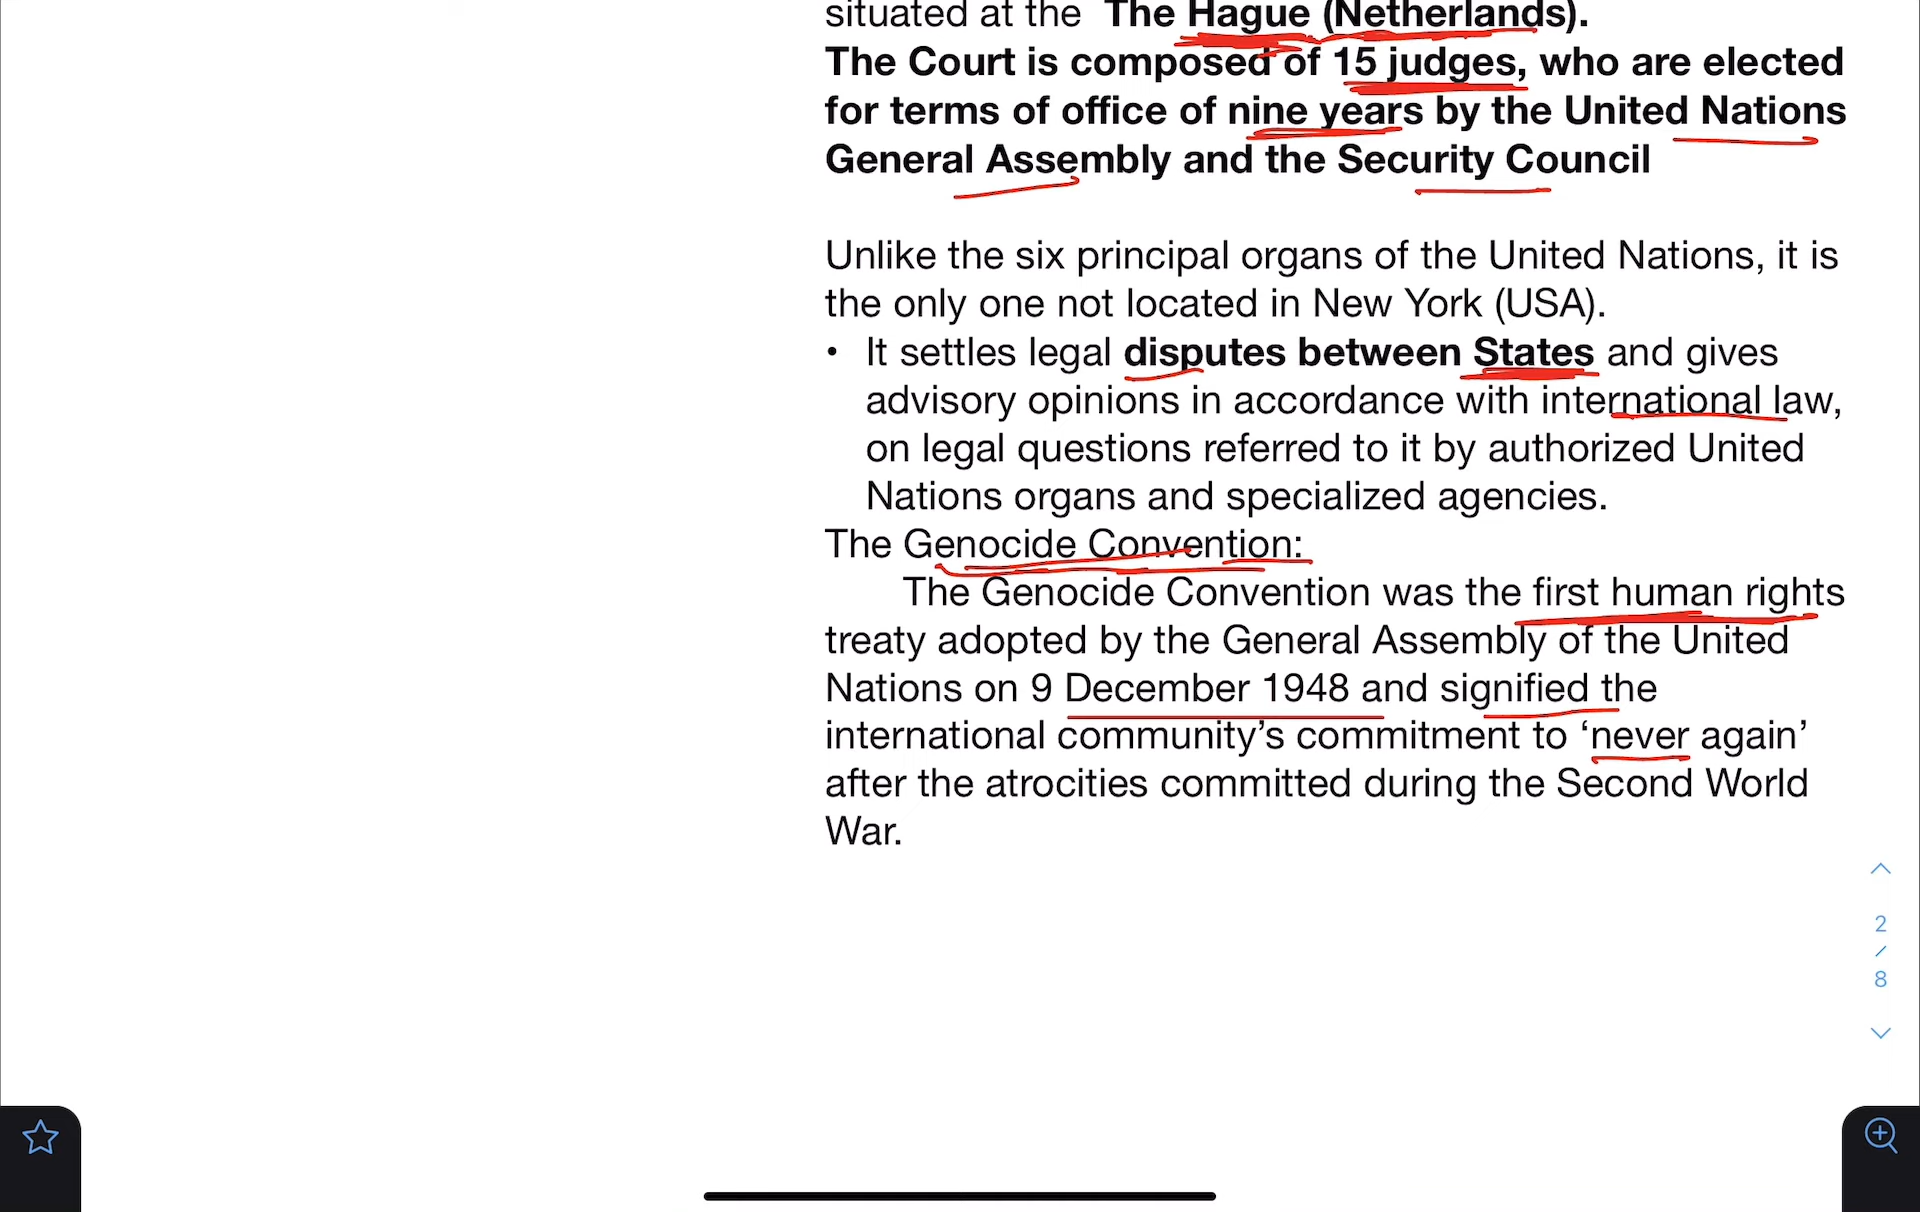 situated at the The Hague (Netherlands).
The Court is composed of 15 judges, who are elected
for terms of office of nine years by the United Nations
General Assembly and the Security Council
Unlike the six principal organs of the United Nations, it is
the only one not located in New York (USA).
• It settles legal disputes between States and gives
advisory opinions in accordance with international law,
on legal questions referred to it by authorized United
Nations organs and specialized agencies.
The Genocide Convention:
The Genocide Convention was the first human rights
treaty adopted by the General Assembly of the United
Nations on 9 December 1948 and signified the
international community’s commitment to ‘never again’
after the atrocities committed during the Second World
War.
2
/
8